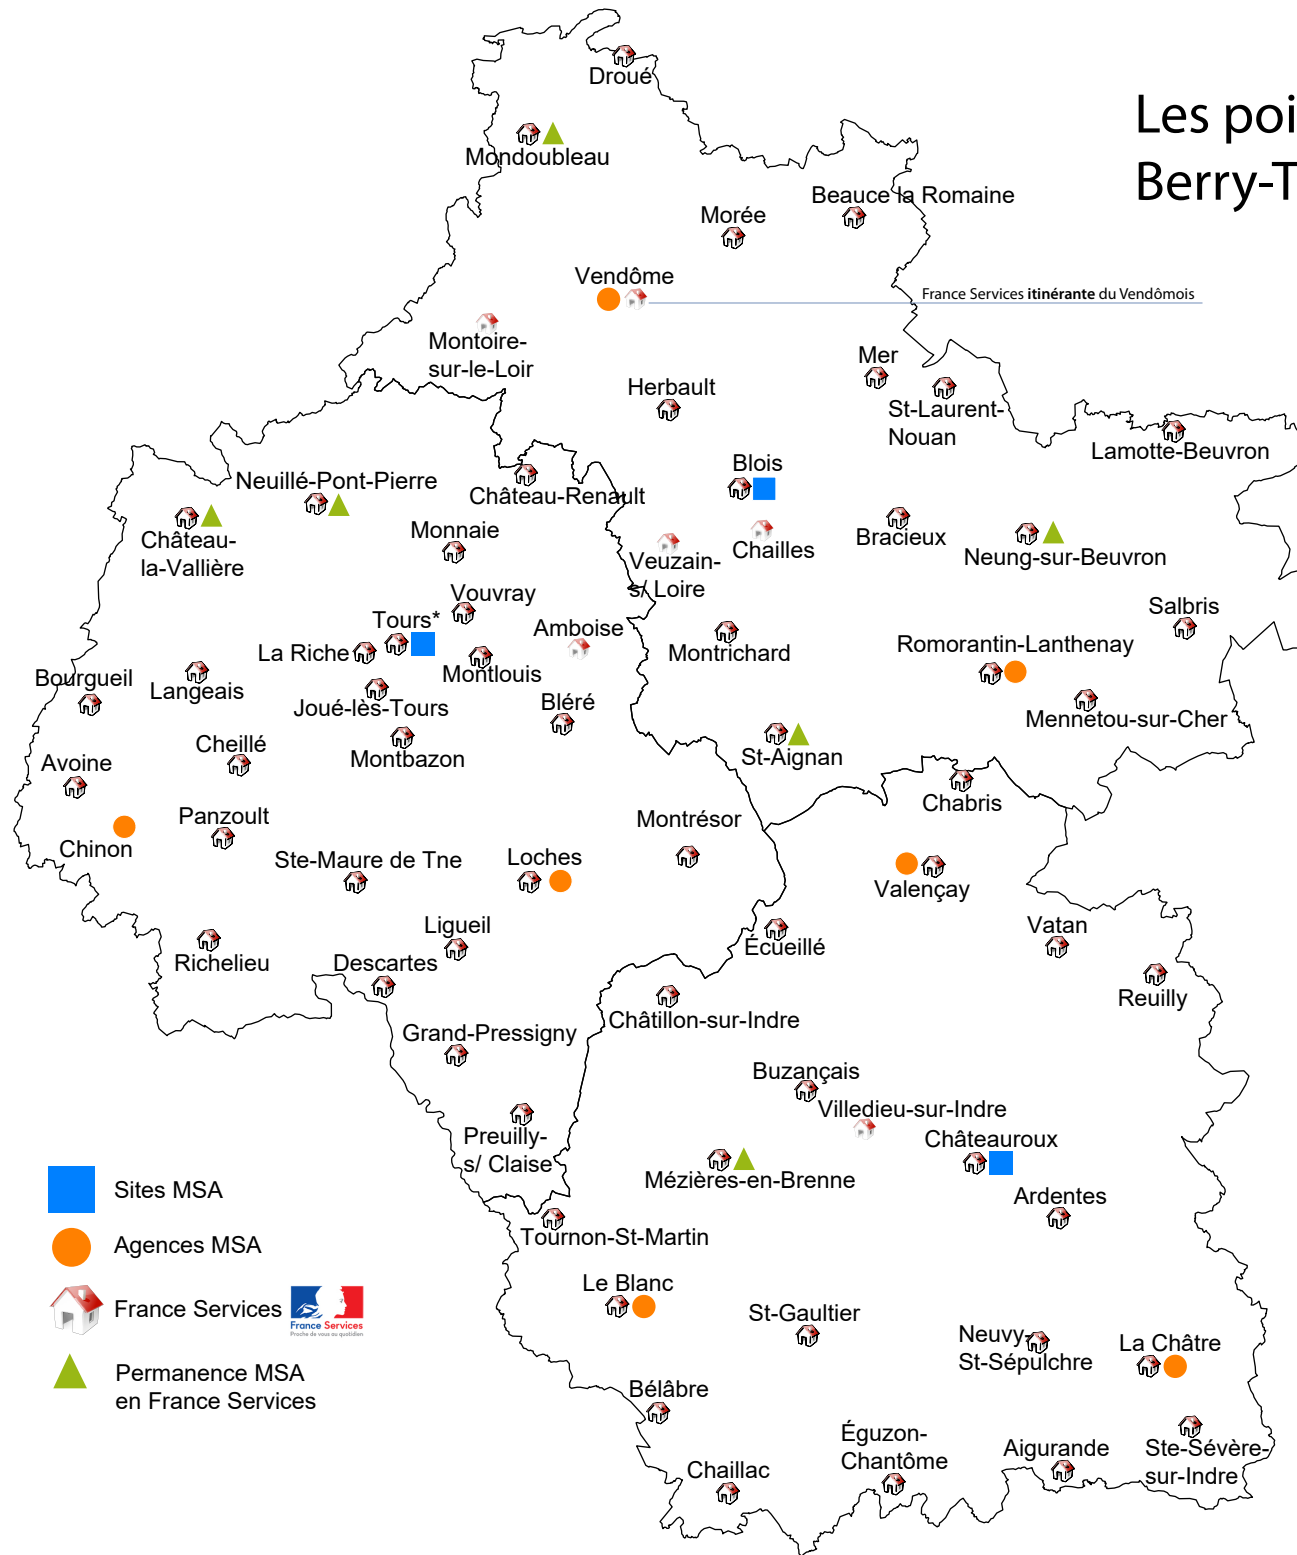 Les poi
Berry-T
Droué
Mondoubleau
Beauce la Romaine
Morée
Vendôme
France Services itinérante du Vendômois
Montoire-
sur-le-Loir
Mer
Herbault
St-Laurent-
Nouan
Lamotte-Beuvron
Blois
Neuillé-Pont-Pierre
Château-Renault
Château-
la-Vallière
Monnaie
Veuzain-
s/ Loire
Chailles
Bracieux
Neung-sur-Beuvron
Vouvray
Tours*
Amboise
Salbris
La Riche
Montlouis
Montrichard
Romorantin-Lanthenay
Bourgueil
Langeais
Joué-lès-Tours
Bléré
Mennetou-sur-Cher
Cheillé
Montbazon
St-Aignan
Avoine
Chabris
Panzoult
Montrésor
Chinon
Ste-Maure de Tne
Loches
Valençay
Ligueil
Écueillé
Vatan
Richelieu
Descartes
Reuilly
Châtillon-sur-Indre
Grand-Pressigny
Buzançais
Villedieu-sur-Indre
Preuilly-
s/ Claise
Châteauroux
Mézières-en-Brenne
Ardentes
Tournon-St-Martin
Le Blanc
St-Gaultier
Neuvy-
St-Sépulchre
La Châtre
Bélâbre
Éguzon-
Chantôme
Aigurande
Ste-Sévère-
sur-Indre
Chaillac
Sites MSA
Agences MSA
France Services
France Services
Proche de vous au quotidien
Permanence MSA
en France Services